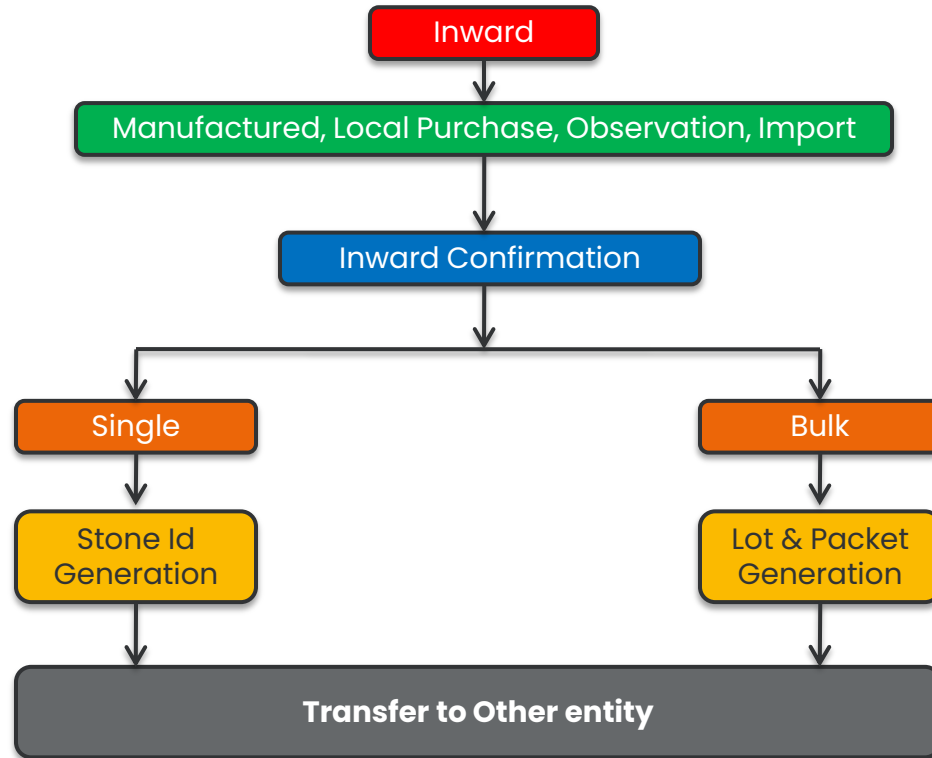 Inward
Manufactured, Local Purchase, Observation, Import
Inward Confirmation
Single
Bulk
Stone Id
Generation
Lot & Packet
Generation
Transfer to Other entity